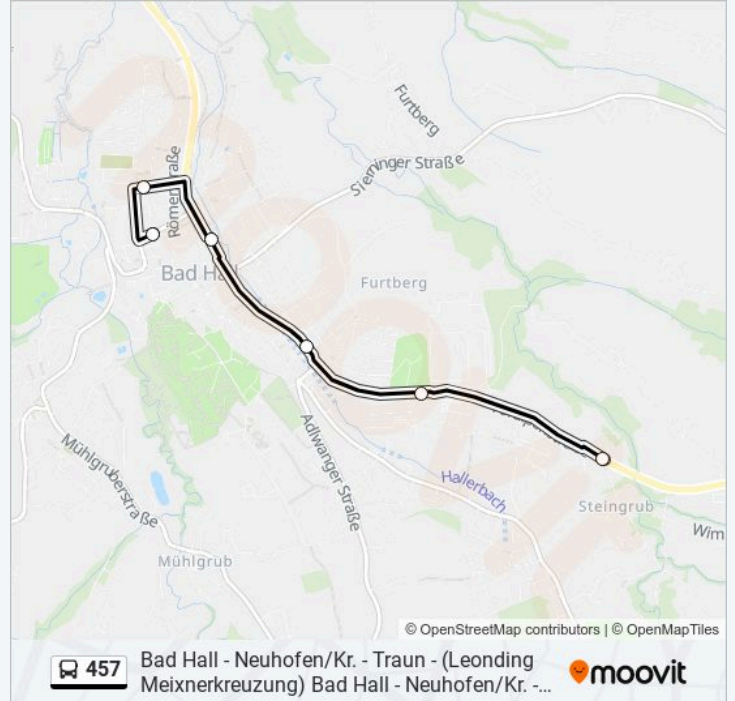 Furtberg
Sierninger Straße
Römerstraße
Bad Hall
Furtberg
Adlwanger Straße
Hallerbach
Steingrub
Wim
Mühlgruberstraße
Mühlgrub
© OpenStreetMap contributors | © OpenMapTiles
457
Bad Hall - Neuhofen/Kr. - Traun - (Leonding
Meixnerkreuzung) Bad Hall - Neuhofen/Kr. -...
moovit